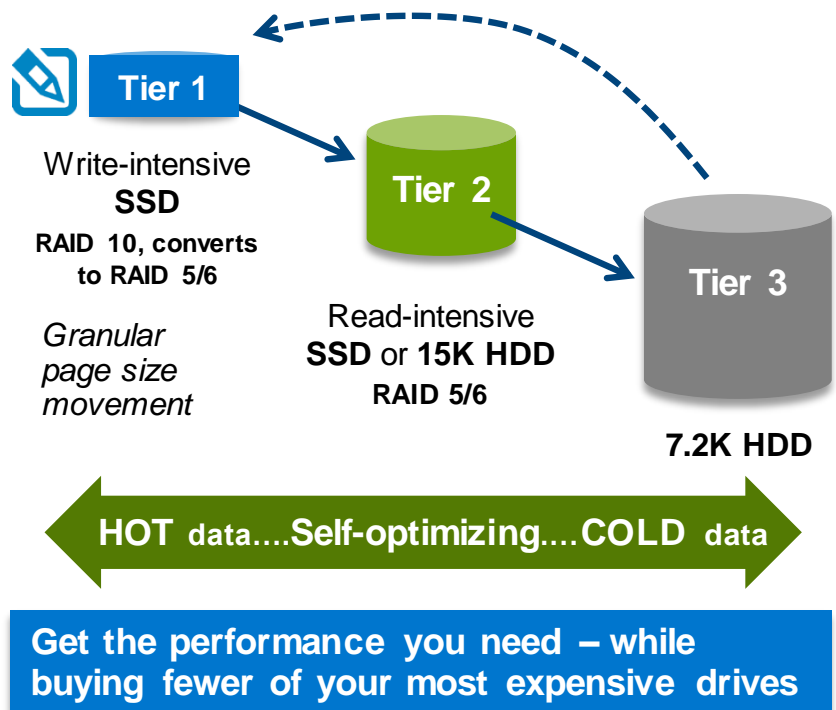 Tier 1
Write-intensive
SSD
RAID 10, converts
to RAID 5/6
Granular
page size
movement
Tier 2
Read-intensive
SSD or 15K HDD
RAID 5/6
Tier 3
7.2K HDD
HOT data....Self-optimizing....COLD data
Get the performance you need – while
buying fewer of your most expensive drives